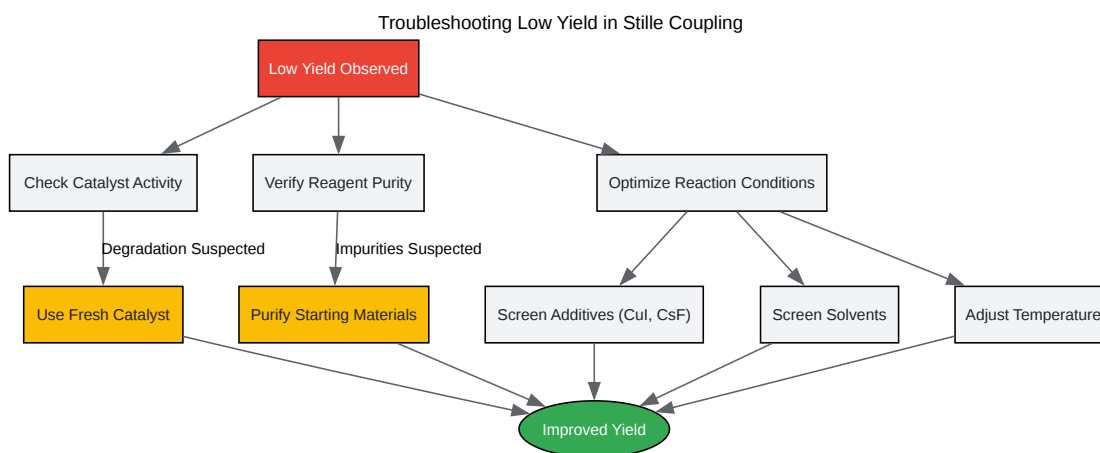 Troubleshooting Low Yield in Stille Coupling
Low Yield Observed
Check Catalyst Activity
Verify Reagent Purity
Optimize Reaction Conditions
Degradation Suspected
Impurities Suspected
Use Fresh Catalyst
Purify Starting Materials
Screen Additives (CuI, CsF)
Screen Solvents
Adjust Temperature
Improved Yield